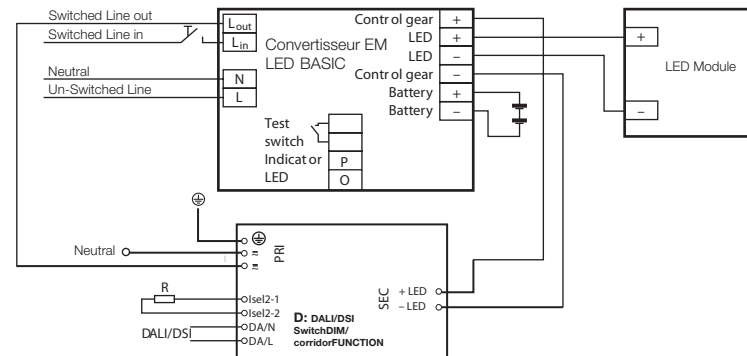 Switched Line out
Switched Line in
Neutral
Un-Switched Line
Lout
Lin
N
L
Convertisseur EM
LED BASIC
Control gear +
LED +
LED –
Control gear –
Battery +
Battery –
+
LED Module
–
Test
switch
Indicator P
LED O
Neutral
PRI
R
Isel2-1
Isel2-2
DALI/DSI
DA/N
DA/L
D: DALI/DSI
SwitchDIM/
corridorFUNCTION
SEC
+ LED
– LED